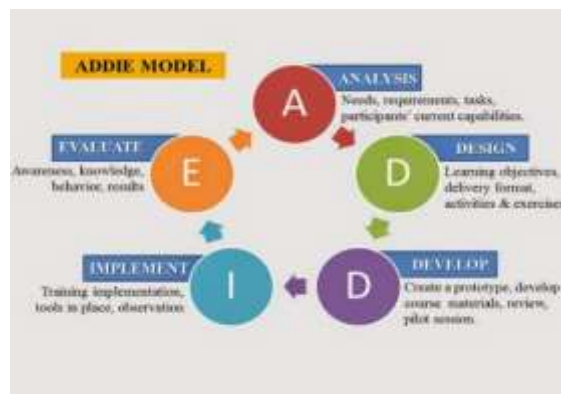 ADDIE MODEL
A
ANALYSIS
Needs, requirements, tasks,
participants' current capabilities.
D
DESIGN
Learning objectives,
delivery format,
activities & exercises
D
DEVELOP
Create a prototype, develop
course materials, review,
pilot session.
I
IMPLEMENT
Training implementation,
tools in place, observation
E
EVALUATE
Awareness, knowledge,
behavior, results